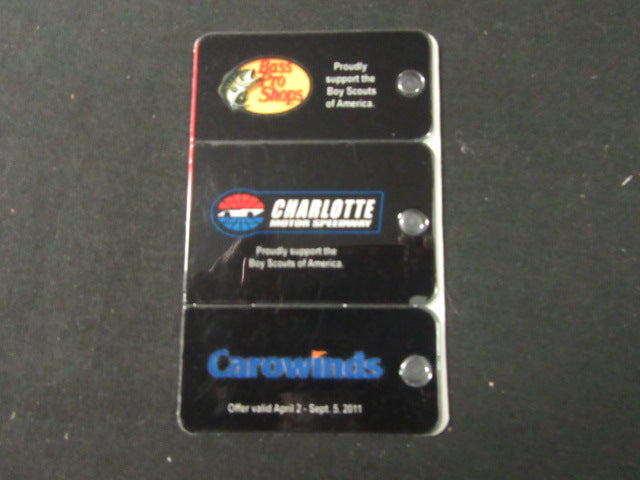 Bass
Pro
Shops
Proudly
support the
Boy Scouts
of America.
CHARLOTTE
MOTOR SPEEDWAY
Proudly support the
Boy Scouts of America.
Carowinds
Offer valid April 2 - Sept. 5, 2011